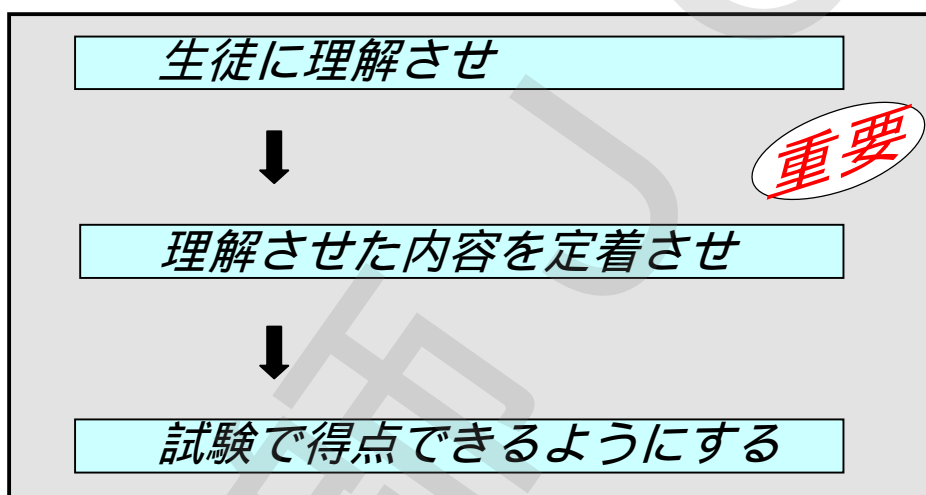 生徒に理解させ
重要
理解させた内容を定着させ
試験で得点できるようにする